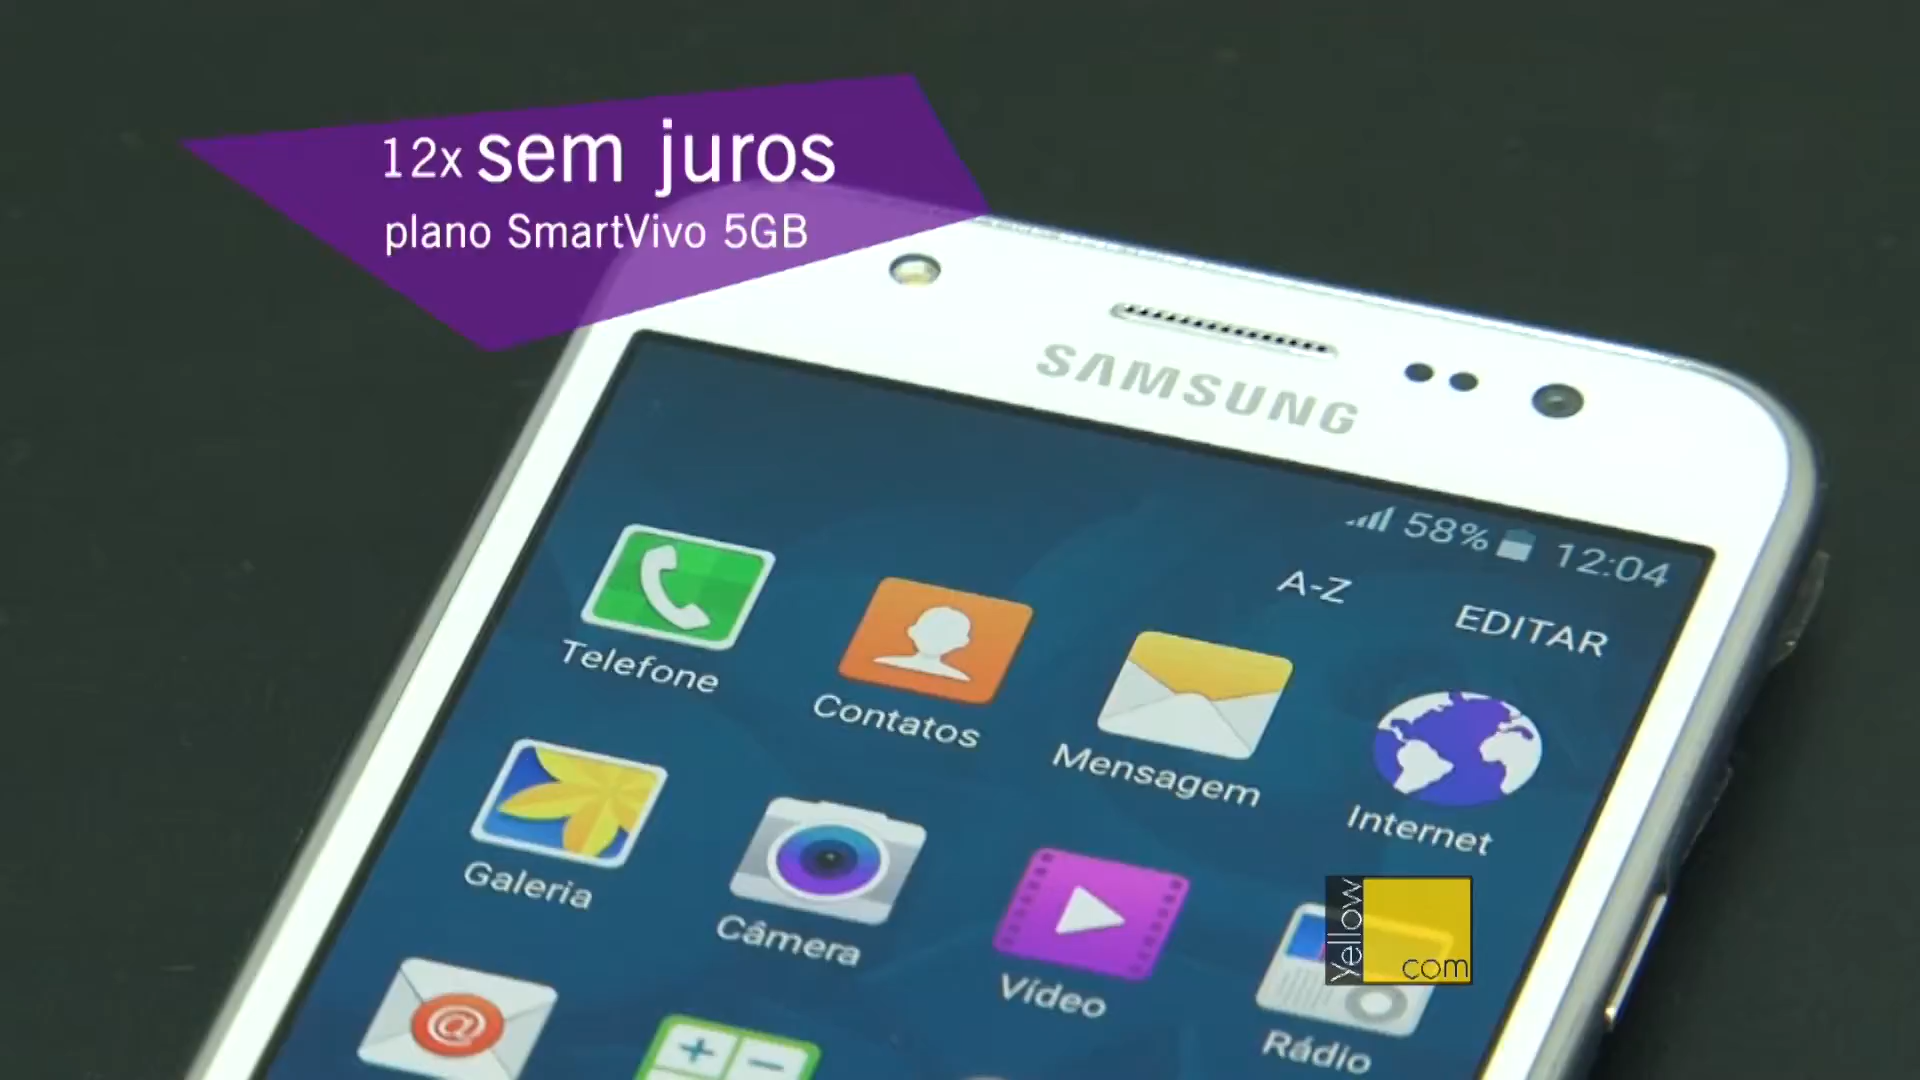 12x sem juros
plano SmartVivo 5GB
SAMSUNG
58% 12:04
A-Z
EDITAR
Telefone
Contatos
Mensagem
Internet
Galeria
Câmera
Vídeo
Rádio
@
Yellow
com